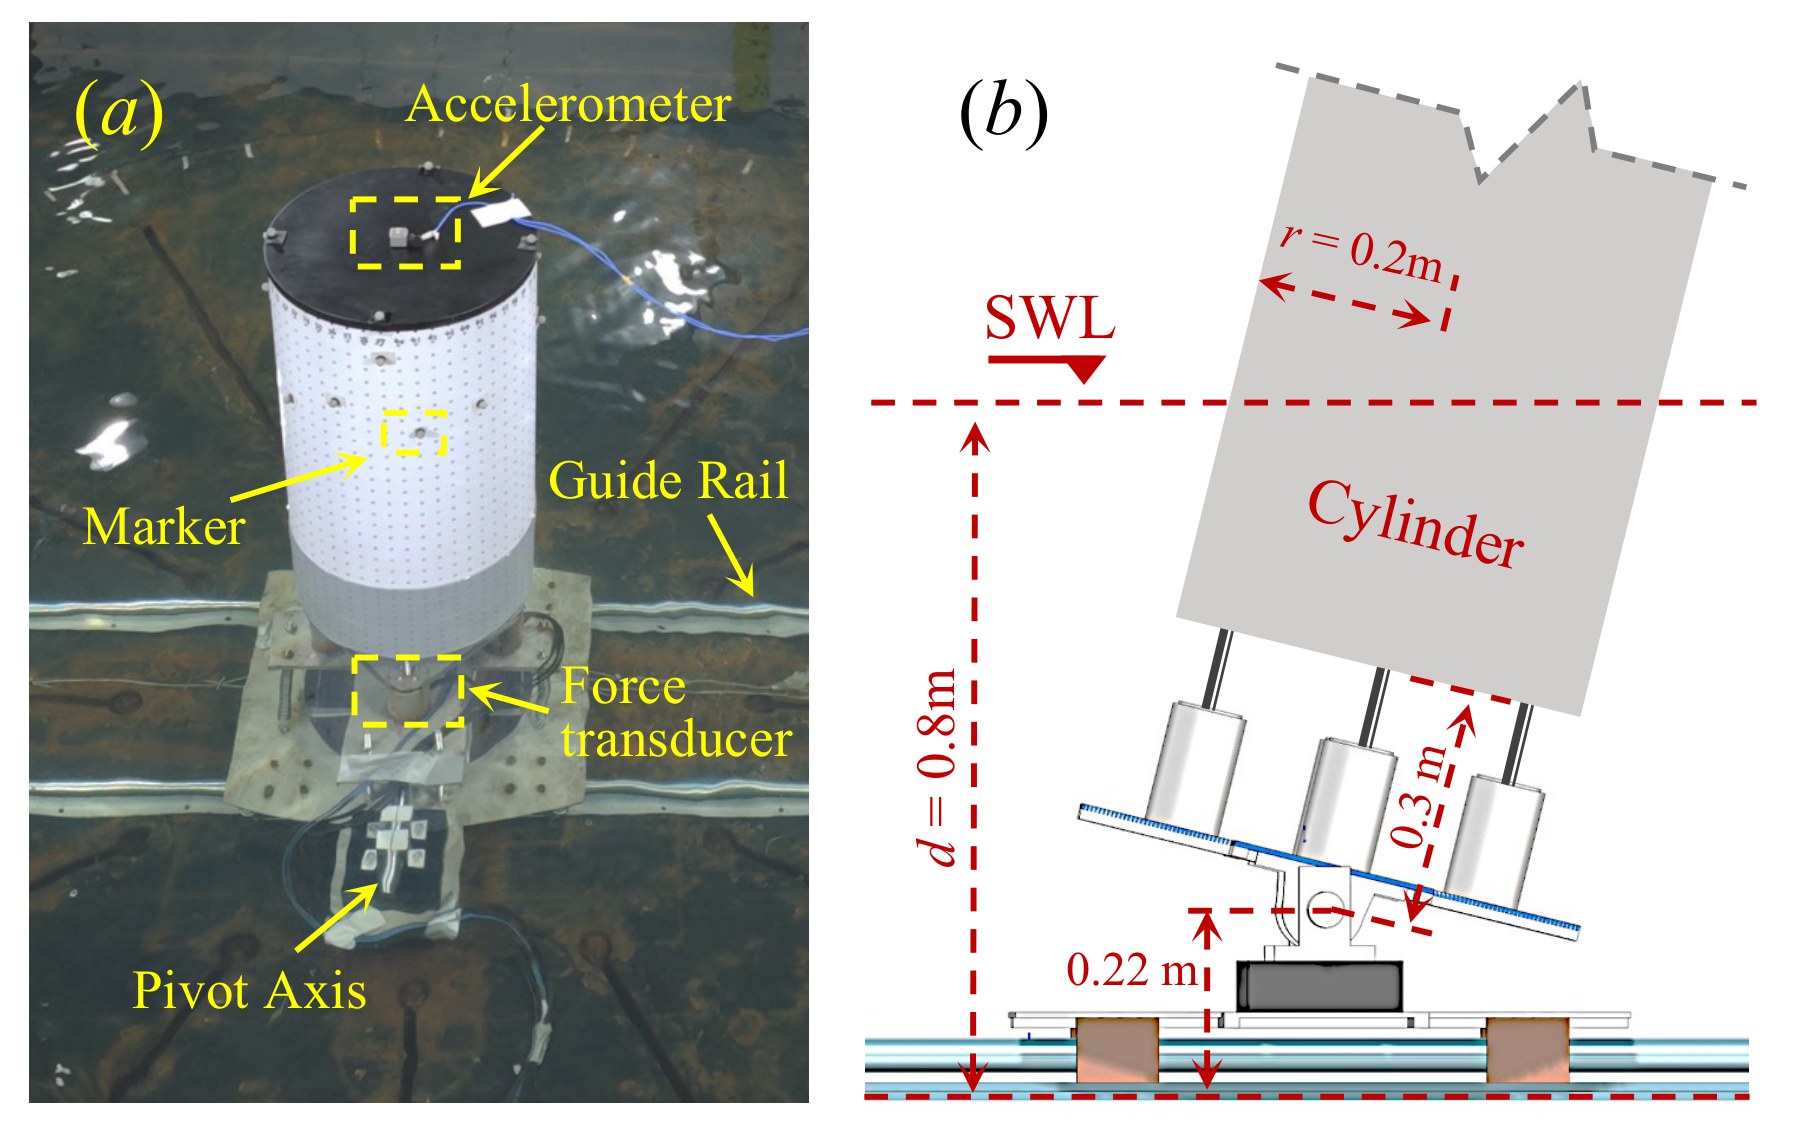 (a)
Accelerometer
Marker
Guide Rail
Force
transducer
Pivot Axis
(b)
r = 0.2m
SWL
Cylinder
d = 0.8m
0.3 m
0.22 m